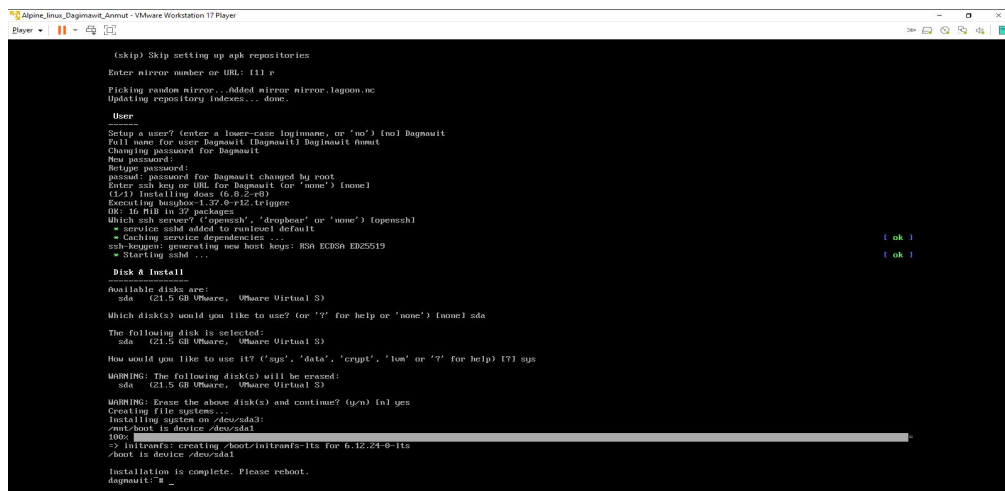 Alpine_linux_Dagimawit_Anmut - VMware Workstation 17 Player
Player
(skip) Skip setting up apk repositories
Enter mirror number or URL: [1] r
Picking random mirror...Added mirror mirror.lagoon.nc
Updating repository indexes... done.
User
----
Setup a user? (enter a lower-case loginname, or 'no') [no] Dagmawit
Full name for user Dagmawit [Dagmawit] Dagimawit Anmut
Changing password for Dagmawit
New password:
Retype password:
passwd: password for Dagmawit changed by root
Enter ssh key or URL for Dagmawit (or 'none') [none]
(1/1) Installing doas (6.8.2-r8)
Executing busybox-1.37.0-r12.trigger
OK: 16 MiB in 37 packages
Which ssh server? ('openssh', 'dropbear' or 'none') [openssh]
* service sshd added to runlevel default
* Caching service dependencies ... [ ok ]
ssh-keygen: generating new host keys: RSA ECDSA ED25519
* Starting sshd ... [ ok ]
Disk & Install
----------------
Available disks are:
sda (21.5 GB VMware, VMware Virtual S)
Which disk(s) would you like to use? (or '?' for help or 'none') [none] sda
The following disk is selected:
sda (21.5 GB VMware, VMware Virtual S)
How would you like to use it? ('sys', 'data', 'crypt', 'lvm' or '?' for help) [?] sys
WARNING: The following disk(s) will be erased:
sda (21.5 GB VMware, VMware Virtual S)
WARNING: Erase the above disk(s) and continue? (y/n) [n] yes
Creating file systems...
Installing system on /dev/sda3:
/mnt/boot is device /dev/sda1
100%
=> initramfs: creating /boot/initramfs-lts for 6.12.24-0-lts
/boot is device /dev/sda1
Installation is complete. Please reboot.
dagmawit:~# _